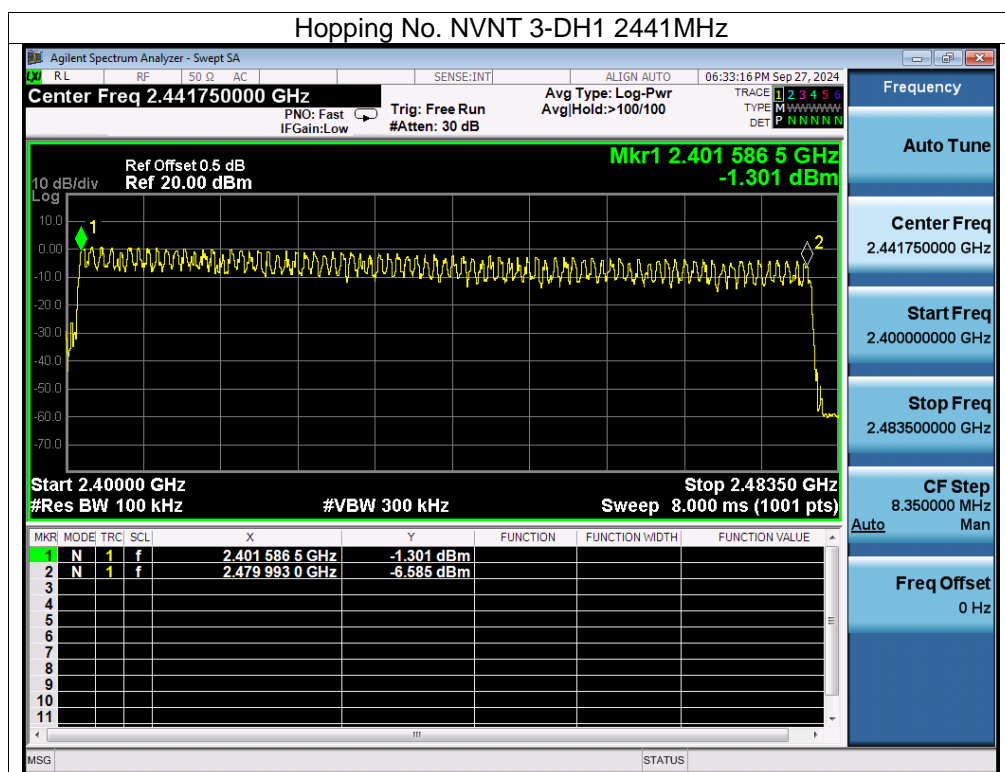 Hopping No. NVNT 3-DH1 2441MHz
Agilent Spectrum Analyzer - Swept SA
LXI RL RF 50 Ω AC SENSE:INT ALIGN AUTO 06:33:16 PM Sep 27, 2024
Center Freq 2.441750000 GHz
PNO: Fast
IFGain:Low
Trig: Free Run
#Atten: 30 dB
Avg Type: Log-Pwr
Avg|Hold:>100/100
TRACE 1 2 3 4 5 6
TYPE M W W W W W
DET P N N N N N
Ref Offset 0.5 dB
10 dB/div Ref 20.00 dBm
Log
Mkr1 2.401 586 5 GHz
-1.301 dBm
10.0
0.00
-10.0
-20.0
-30.0
-40.0
-50.0
-60.0
-70.0
1
2
Start 2.40000 GHz Stop 2.48350 GHz
#Res BW 100 kHz #VBW 300 kHz Sweep 8.000 ms (1001 pts)
MKR MODE TRC SCL X Y FUNCTION FUNCTION WIDTH FUNCTION VALUE
1 N 1 f 2.401 586 5 GHz -1.301 dBm
2 N 1 f 2.479 993 0 GHz -6.585 dBm
3
4
5
6
7
8
9
10
11
MSG STATUS
Frequency
Auto Tune
Center Freq
2.441750000 GHz
Start Freq
2.400000000 GHz
Stop Freq
2.483500000 GHz
CF Step
8.350000 MHz
Auto Man
Freq Offset
0 Hz